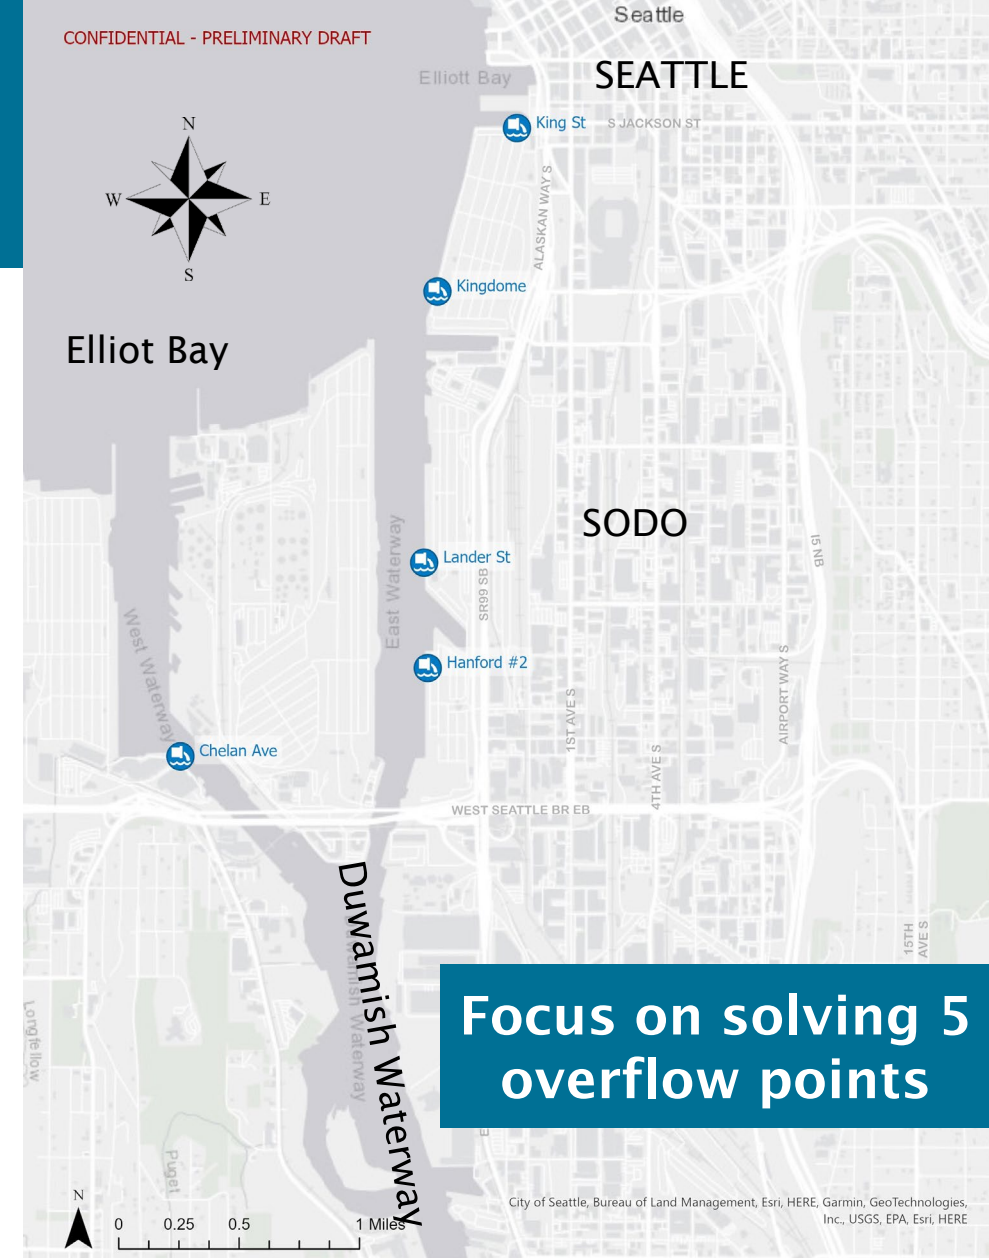 Seattle
CONFIDENTIAL - PRELIMINARY DRAFT
Elliott Bay
SEATTLE
N
King St
S JACKSON ST
W
E
ALASKAN WAY S
S
Kingdome
Elliot Bay
SODO
East Waterway
I5 NB
Lander St
SR99 SB
West Waterway
Hanford #2
1ST AVE S
AIRPORT WAY S
Chelan Ave
4TH AVE S
WEST SEATTLE BR EB
Duwamish Waterway
Duwamish Waterway
15TH
AVE S
Focus on solving 5
overflow points
Longfellow
E
Puget
N
0
0.25
0.5
1 Miles
City of Seattle, Bureau of Land Management, Esri, HERE, Garmin, GeoTechnologies,
Inc., USGS, EPA, Esri, HERE